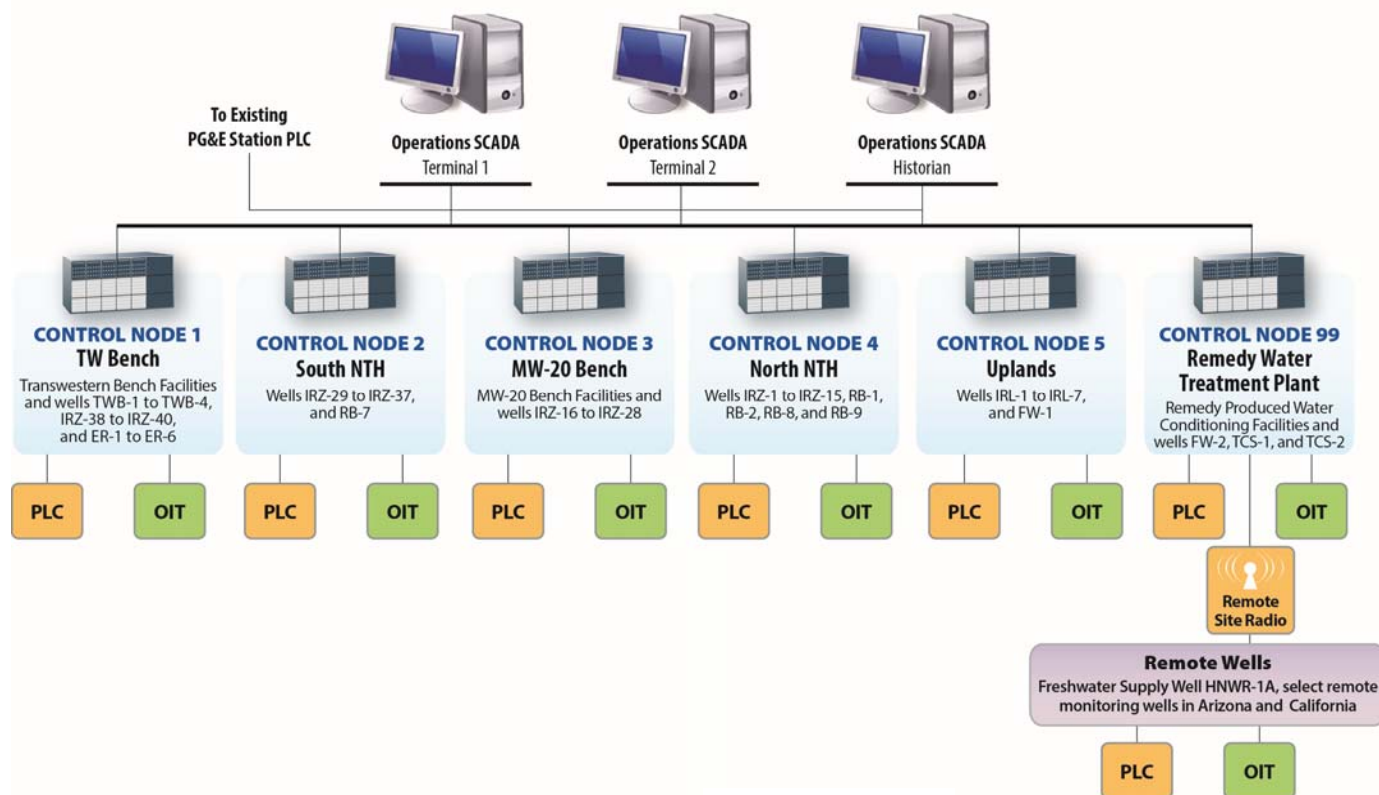 To Existing
PG&E Station PLC
Operations SCADA
Terminal 1
Operations SCADA
Terminal 2
Operations SCADA
Historian
CONTROL NODE 1
TW Bench
Transwestern Bench Facilities
and wells TWB-1 to TWB-4,
IRZ-38 to IRZ-40,
and ER-1 to ER-6
CONTROL NODE 2
South NTH
Wells IRZ-29 to IRZ-37,
and RB-7
CONTROL NODE 3
MW-20 Bench
MW-20 Bench Facilities and
wells IRZ-16 to IRZ-28
CONTROL NODE 4
North NTH
Wells IRZ-1 to IRZ-15, RB-1,
RB-2, RB-8, and RB-9
CONTROL NODE 5
Uplands
Wells IRL-1 to IRL-7,
and FW-1
CONTROL NODE 99
Remedy Water
Treatment Plant
Remedy Produced Water
Conditioning Facilities and
wells FW-2, TCS-1, and TCS-2
PLC
OIT
PLC
OIT
PLC
OIT
PLC
OIT
PLC
OIT
PLC
OIT
Remote
Site Radio
Remote Wells
Freshwater Supply Well HNWR-1A, select remote
monitoring wells in Arizona and California
PLC
OIT